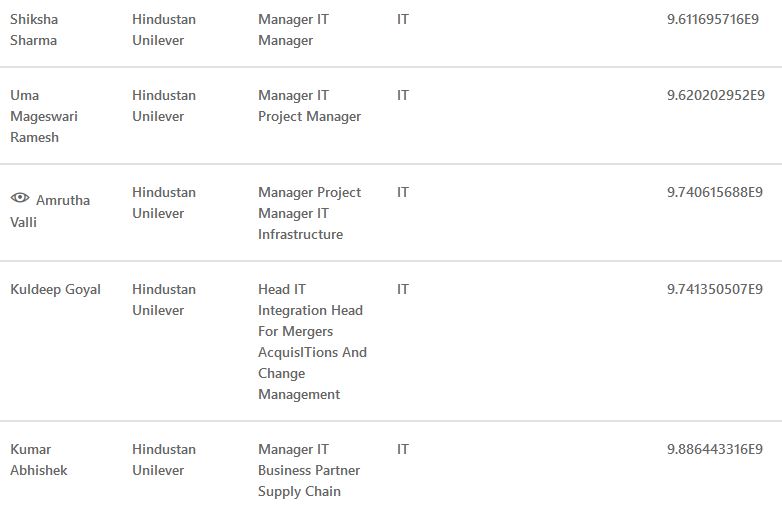 Shiksha Sharma Hindustan Unilever Manager IT Manager IT 9.611695716E9
Uma Mageswari Ramesh Hindustan Unilever Manager IT Project Manager IT 9.620202952E9
Amrutha Valli Hindustan Unilever Manager Project Manager IT Infrastructure IT 9.740615688E9
Kuldeep Goyal Hindustan Unilever Head IT Integration Head For Mergers AcquisITions And Change Management IT 9.741350507E9
Kumar Abhishek Hindustan Unilever Manager IT Business Partner Supply Chain IT 9.886443316E9